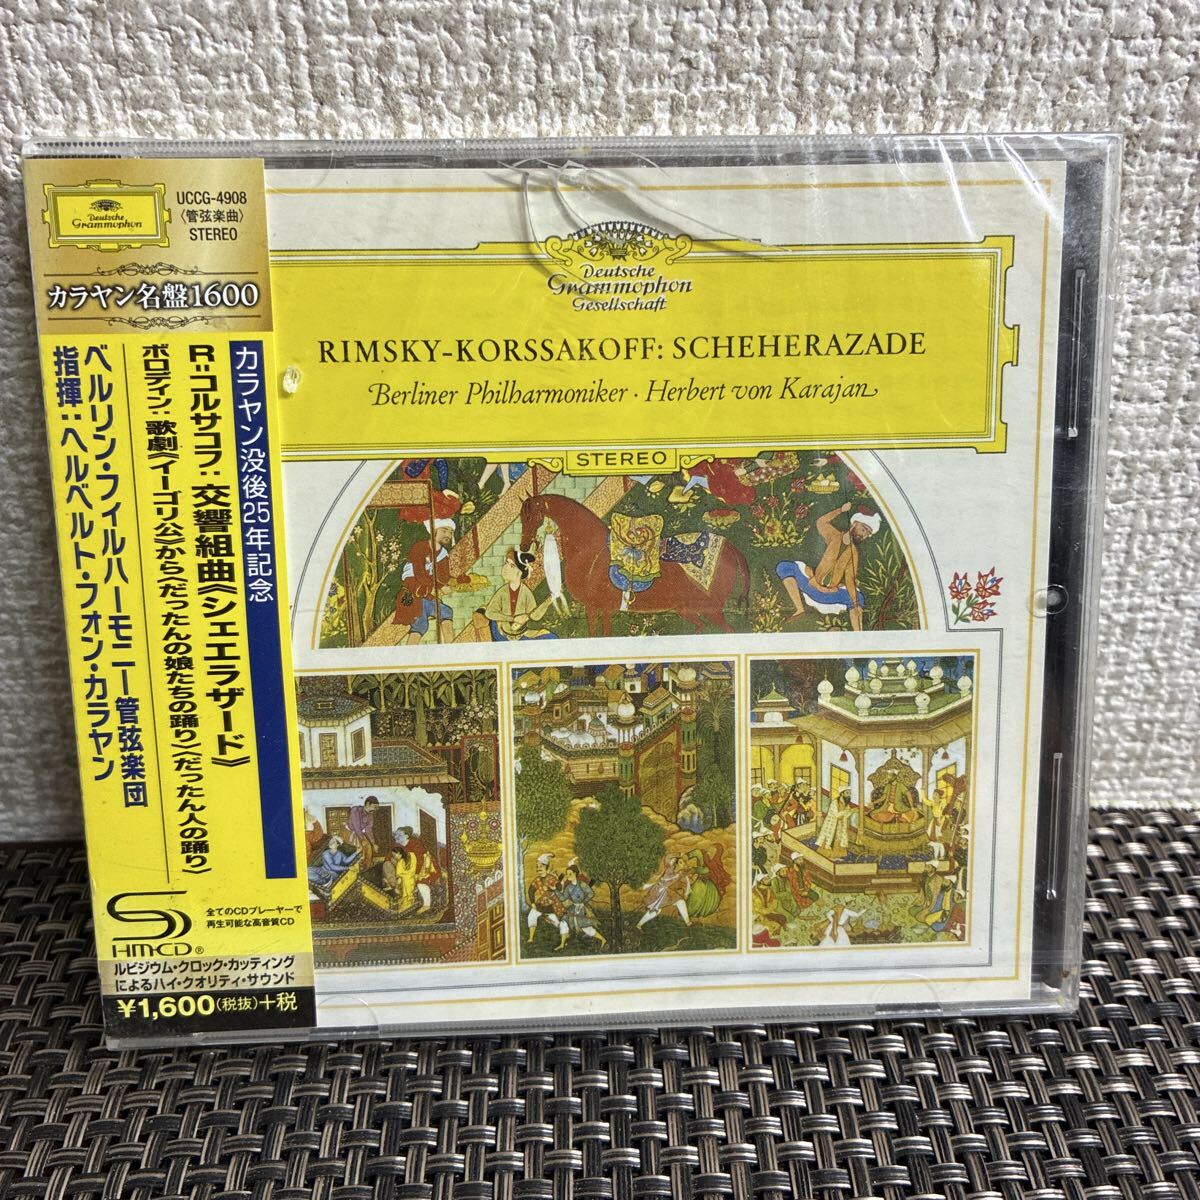 Deutsche
Grammophon
UCCG-4908
〈管弦楽曲〉
STEREO
カラヤン名盤1600
カラヤン没後25年記念
R=コルサコフ:交響組曲《シェエラザード》
ボロディン:歌劇《イーゴリ公》から〈だったんの娘たちの踊り〉〈だったん人の踊り〉
ベルリン・フィルハーモニー管弦楽団
指揮:ヘルベルト・フォン・カラヤン
SHM-CD®
全てのCDプレーヤーで
再生可能な高音質CD
ルビジウム・クロック・カッティング
によるハイ・クオリティ・サウンド
¥1,600(税抜)+税
Deutsche
Grammophon
Gesellschaft
RIMSKY-KORSSAKOFF: SCHEHERAZADE
Berliner Philharmoniker · Herbert von Karajan
STEREO